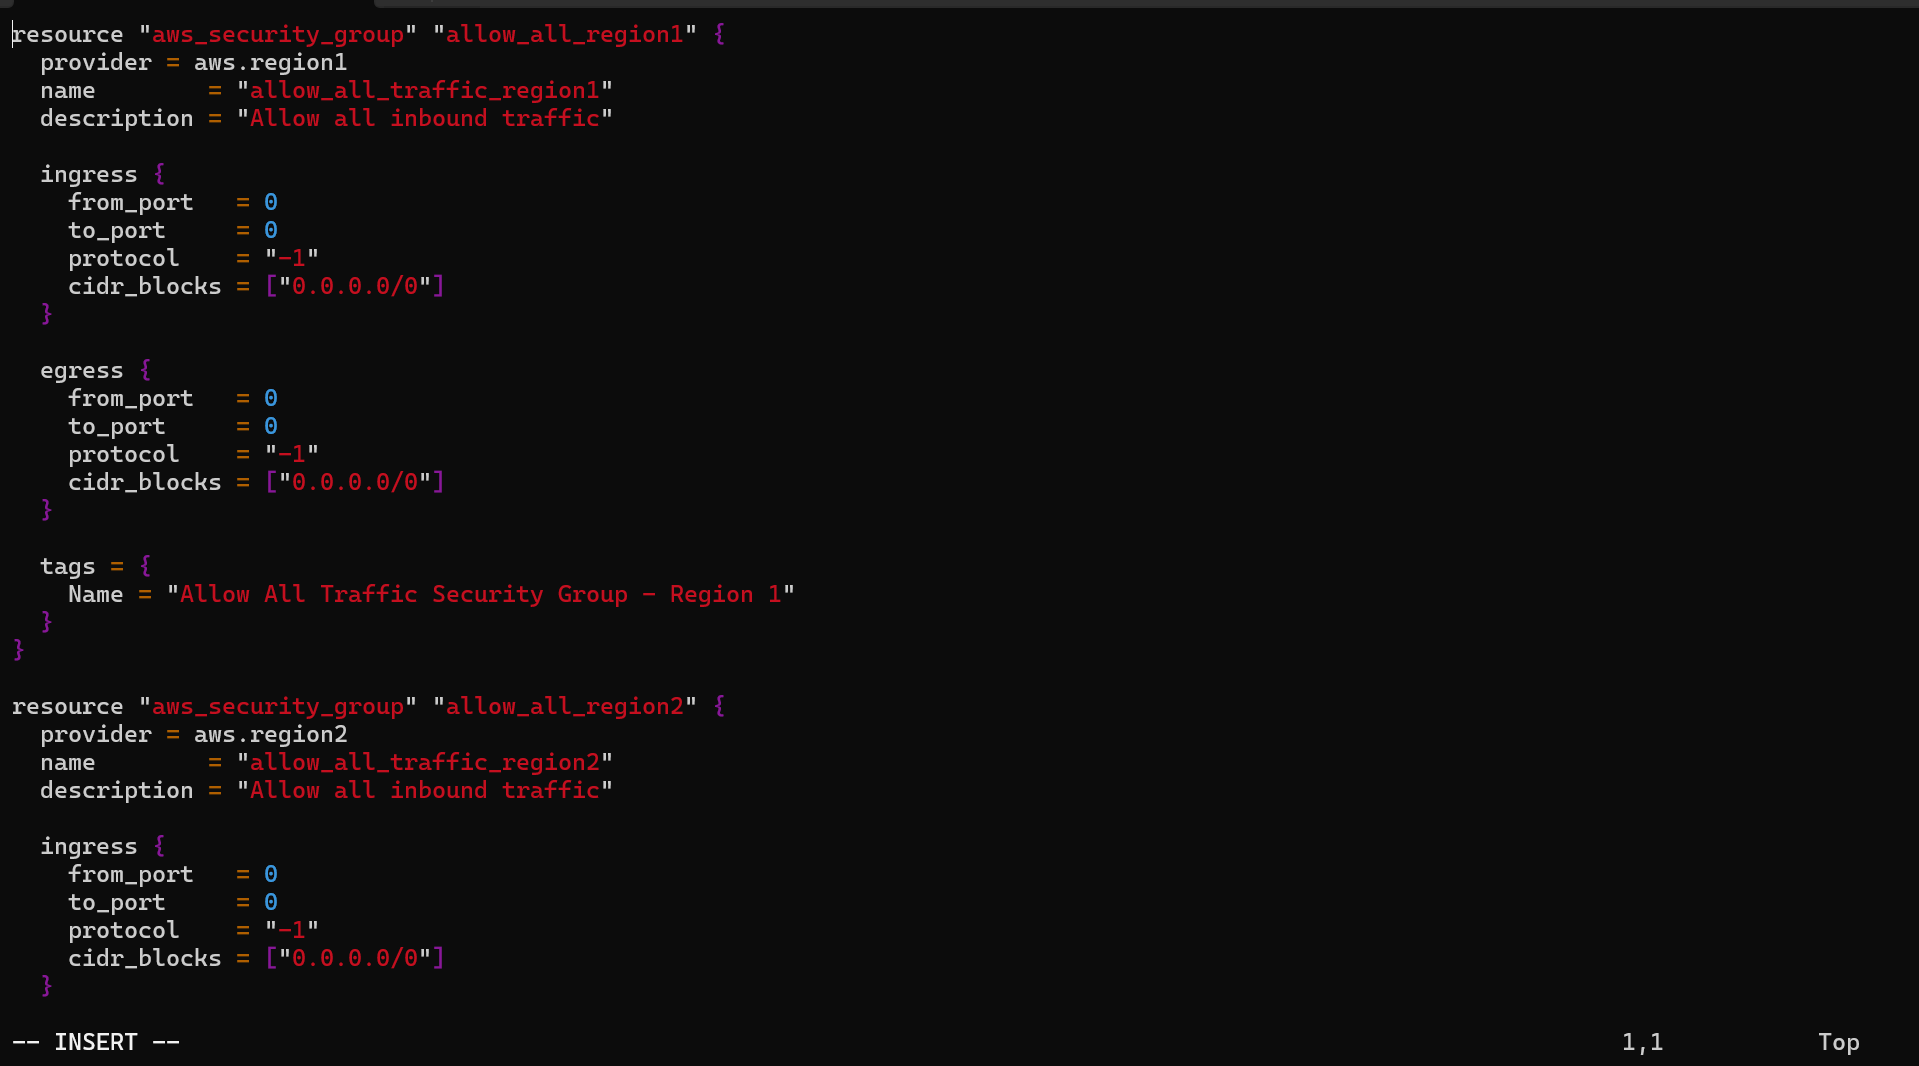 resource "aws_security_group" "allow_all_region1" {
  provider = aws.region1
  name        = "allow_all_traffic_region1"
  description = "Allow all inbound traffic"

  ingress {
    from_port   = 0
    to_port     = 0
    protocol    = "-1"
    cidr_blocks = ["0.0.0.0/0"]
  }

  egress {
    from_port   = 0
    to_port     = 0
    protocol    = "-1"
    cidr_blocks = ["0.0.0.0/0"]
  }

  tags = {
    Name = "Allow All Traffic Security Group - Region 1"
  }
}

resource "aws_security_group" "allow_all_region2" {
  provider = aws.region2
  name        = "allow_all_traffic_region2"
  description = "Allow all inbound traffic"

  ingress {
    from_port   = 0
    to_port     = 0
    protocol    = "-1"
    cidr_blocks = ["0.0.0.0/0"]
  }

-- INSERT -- 1,1 Top